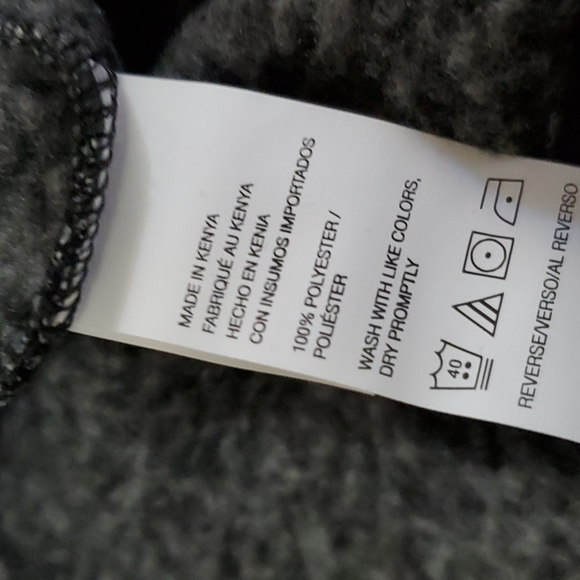 MADE IN KENYA
FABRIQUÉ AU KENYA
HECHO EN KENIA
CON INSUMOS IMPORTADOS
100% POLYESTER /
POLIÉSTER
WASH WITH LIKE COLORS,
DRY PROMPTLY
40
REVERSE/VERSO/AL REVERSO